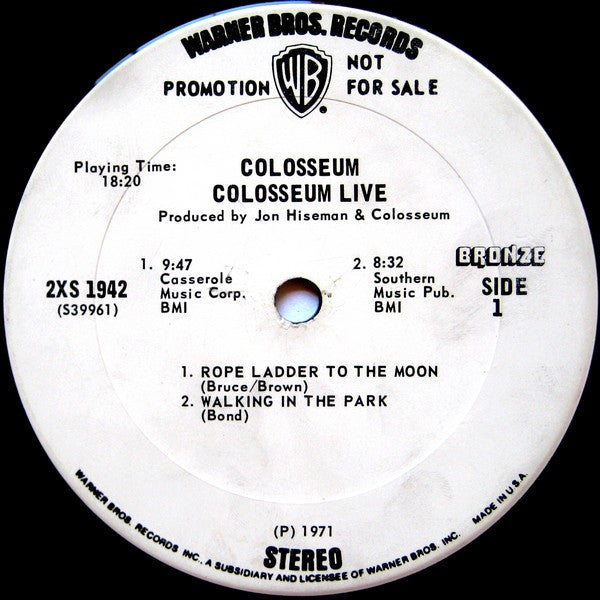 WARNER BROS. RECORDS
PROMOTION WB NOT FOR SALE
Playing Time:
18:20
COLOSSEUM
COLOSSEUM LIVE
Produced by Jon Hiseman & Colosseum
BRONZE
SIDE
1
2XS 1942
(S39961)
1. 9:47
Casserole
Music Corp.
BMI
2. 8:32
Southern
Music Pub.
BMI
1. ROPE LADDER TO THE MOON
(Bruce/Brown)
2. WALKING IN THE PARK
(Bond)
(P) 1971
STEREO
WARNER BROS. RECORDS INC., A SUBSIDIARY AND LICENSEE OF WARNER BROS. INC. MADE IN U.S.A.